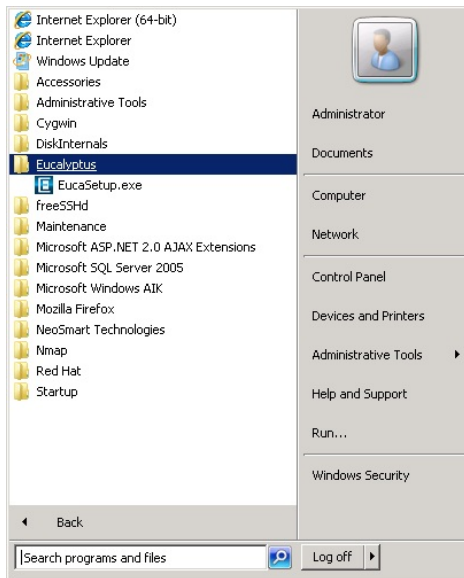 Internet Explorer (64-bit)
Internet Explorer
Windows Update
Accessories
Administrative Tools
Cygwin
DiskInternals
Eucalyptus
EucaSetup.exe
freeSSHd
Maintenance
Microsoft ASP.NET 2.0 AJAX Extensions
Microsoft SQL Server 2005
Microsoft Windows AIK
Mozilla Firefox
NeoSmart Technologies
Nmap
Red Hat
Startup
Back
Search programs and files
Administrator
Documents
Computer
Network
Control Panel
Devices and Printers
Administrative Tools
Help and Support
Run...
Windows Security
Log off